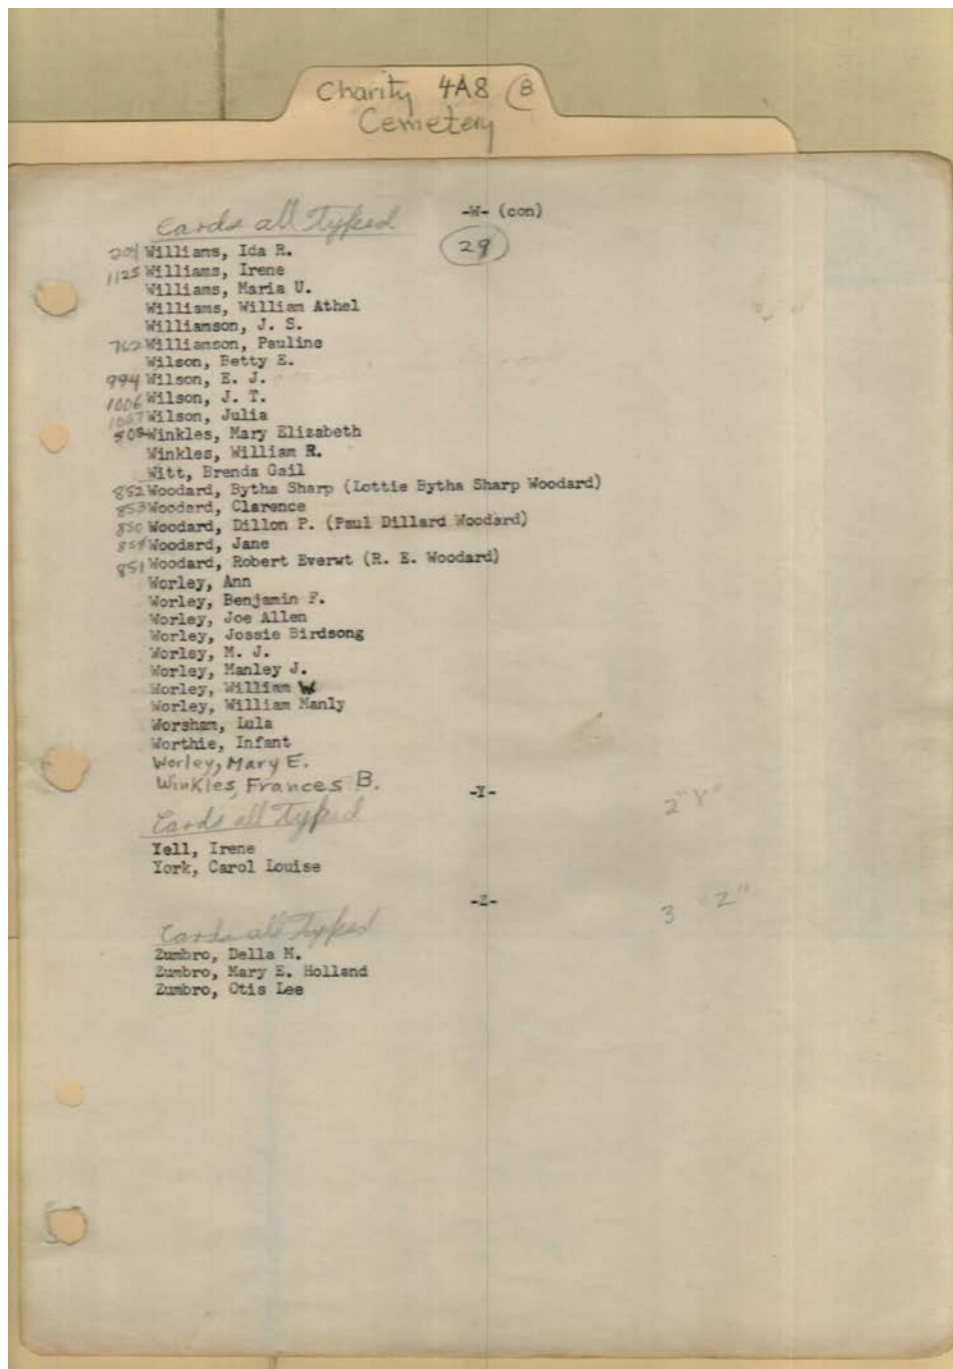 Charity 4A8 8
Cemetery
Cards all Typed
-W- (con)
29
201 Williams, Ida R.
1125 Williams, Irene
Williams, Maria U.
Williams, William Athel
Williamson, J. S.
762 Williamson, Pauline
Wilson, Betty E.
994 Wilson, E. J.
1006 Wilson, J. T.
1007 Wilson, Julia
Winkles, Mary Elizabeth
Winkles, William R.
Witt, Brenda Gail
852 Woodard, Bytha Sharp (Lottie Bytha Sharp Woodard)
853 Woodard, Clarence
850 Woodard, Dillon P. (Paul Dillard Woodard)
854 Woodard, Jane
851 Woodard, Robert Everwt (R. E. Woodard)
Worley, Ann
Worley, Benjamin F.
Worley, Joe Allen
Worley, Jossie Birdsong
Worley, M. J.
Worley, Manley J.
Worley, William W
Worley, William Manly
Worsham, Lula
Worthie, Infant
Worley, Mary E.
Winkles, Frances B.
-Y-
2 "Y"
Cards all Typed
Yell, Irene
York, Carol Louise
-Z-
3 "Z"
Cards all Typed
Zumbro, Della M.
Zumbro, Mary E. Holland
Zumbro, Otis Lee